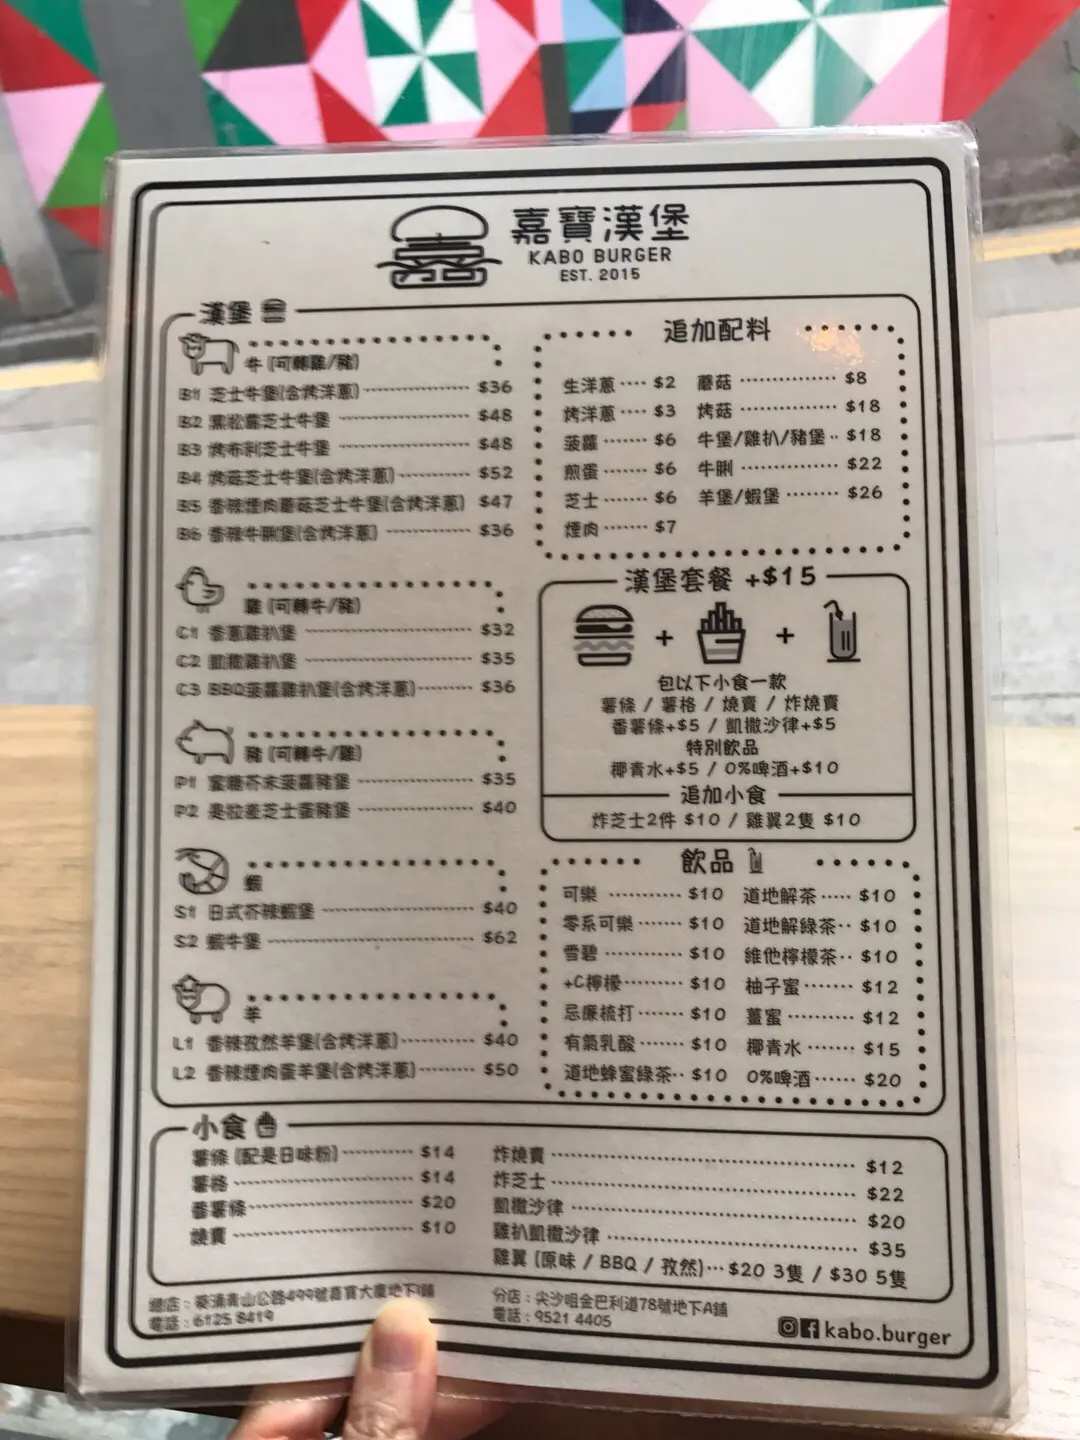 嘉寶漢堡
KABO BURGER
EST. 2015
漢堡
牛 (可轉雞/豬)
B1 芝士牛堡(含烤洋蔥) $36
B2 黑松露芝士牛堡 $48
B3 烤布利芝士牛堡 $48
B4 烤菇芝士牛堡(含烤洋蔥) $52
B5 香辣煙肉蘑菇芝士牛堡(含烤洋蔥) $47
B6 香辣牛脷堡(含烤洋蔥) $36
雞 (可轉牛/豬)
C1 香蔥雞扒堡 $32
C2 凱撒雞扒堡 $35
C3 BBQ菠蘿雞扒堡(含烤洋蔥) $36
豬 (可轉牛/雞)
P1 蜜糖芥末菠蘿豬堡 $35
P2 是拉差芝士蛋豬堡 $40
蝦
S1 日式芥辣蝦堡 $40
S2 蝦牛堡 $62
羊
L1 香辣孜然羊堡(含烤洋蔥) $40
L2 香辣煙肉蛋羊堡(含烤洋蔥) $50
追加配料
生洋蔥 $2 蘑菇 $8
烤洋蔥 $3 烤菇 $18
菠蘿 $6 牛堡/雞扒/豬堡 $18
煎蛋 $6 牛脷 $22
芝士 $6 羊堡/蝦堡 $26
煙肉 $7
漢堡套餐 +$15
+ +
包以下小食一款
薯條 / 薯格 / 燒賣 / 炸燒賣
番薯條+$5 / 凱撒沙律+$5
特別飲品
椰青水+$5 / 0%啤酒+$10
追加小食
炸芝士2件 $10 / 雞翼2隻 $10
飲品
可樂 $10 道地解茶 $10
零系可樂 $10 道地解綠茶 $10
雪碧 $10 維他檸檬茶 $10
+C檸檬 $10 柚子蜜 $12
忌廉梳打 $10 薑蜜 $12
有氣乳酸 $10 椰青水 $15
道地蜂蜜綠茶 $10 0%啤酒 $20
小食
薯條 (配是日味粉) $14
薯格 $14
番薯條 $20
燒賣 $10
炸燒賣 $12
炸芝士 $22
凱撒沙律 $20
雞扒凱撒沙律 $35
雞翼 (原味 / BBQ / 孜然) $20 3隻 / $30 5隻
總店：葵涌青山公路499號嘉寶大廈地下1舖
電話：6125 8419
分店：尖沙咀金巴利道78號地下A舖
電話：9521 4405
kabo.burger